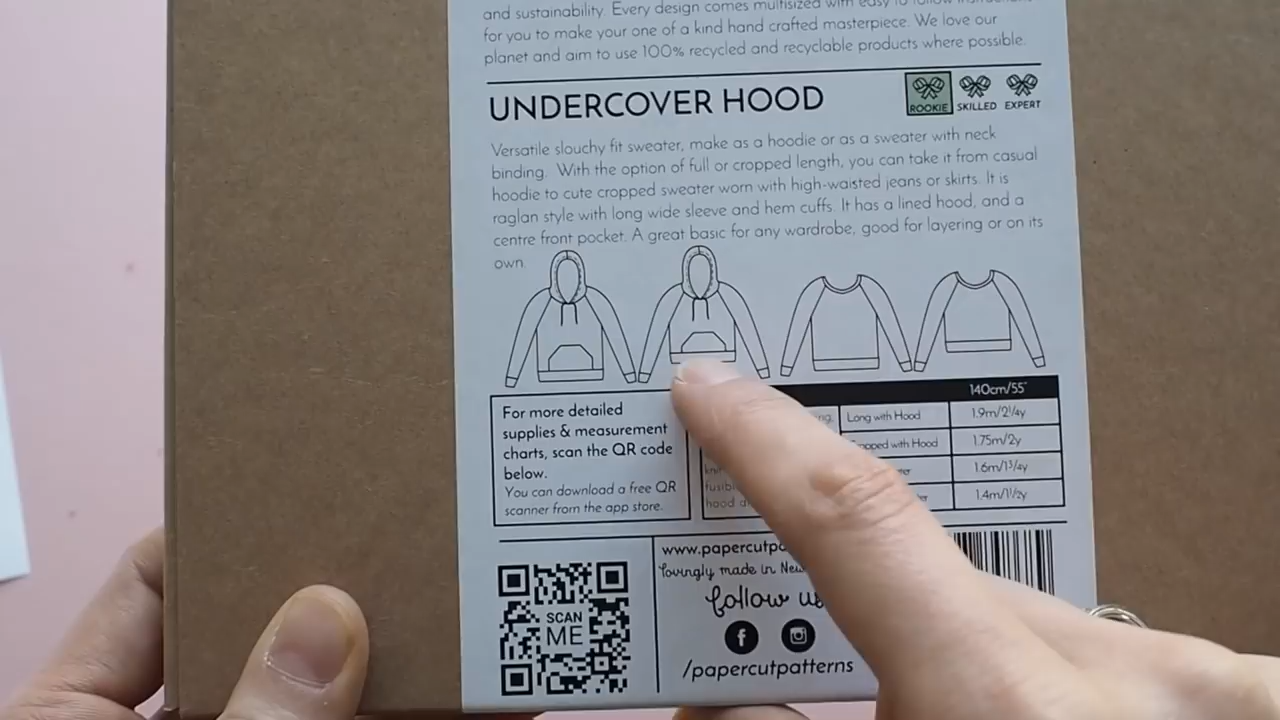 and sustainability. Every design comes multisized with easy to follow
for you to make your one of a kind hand crafted masterpiece. We love our
planet and aim to use 100% recycled and recyclable products where possible.
UNDERCOVER HOOD
ROOKIE SKILLED EXPERT
Versatile slouchy fit sweater, make as a hoodie or as a sweater with neck
binding. With the option of full or cropped length, you can take it from casual
hoodie to cute cropped sweater worn with high-waisted jeans or skirts. It is
raglan style with long wide sleeve and hem cuffs. It has a lined hood, and a
centre front pocket. A great basic for any wardrobe, good for layering or on its
own.
140cm/55"
For more detailed
supplies & measurement
charts, scan the QR code
below.
You can download a free QR
scanner from the app store.
Long with Hood 1.9m/2¼y
with Hood 1.75m/2y
1.6m/1¾y
1.4m/1½y
SCAN
ME
www.papercutp
lovingly made in New
follow us
f
/papercutpatterns